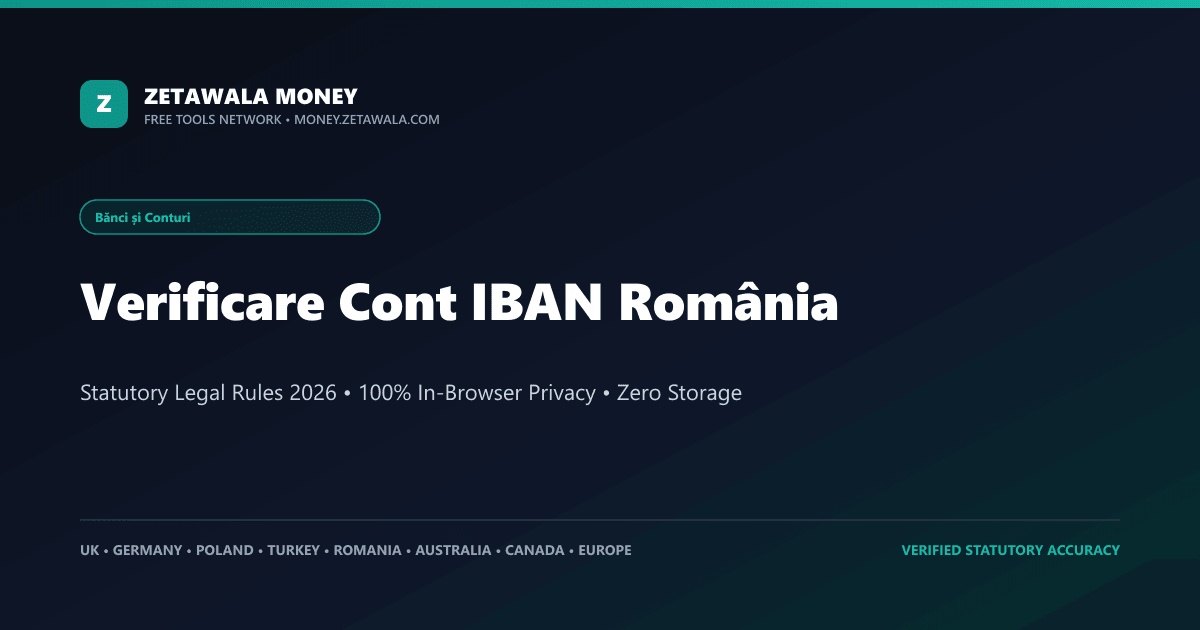 Z
ZETAWALA MONEY
FREE TOOLS NETWORK • MONEY.ZETAWALA.COM
Bănci și Conturi
Verificare Cont IBAN România
Statutory Legal Rules 2026 • 100% In-Browser Privacy • Zero Storage
UK • GERMANY • POLAND • TURKEY • ROMANIA • AUSTRALIA • CANADA • EUROPE
VERIFIED STATUTORY ACCURACY